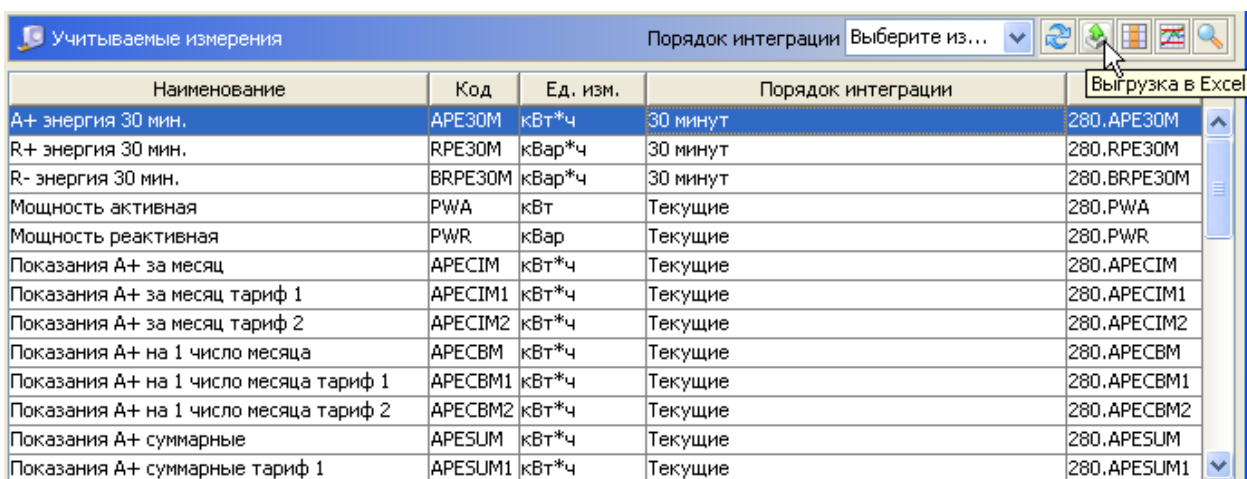 Учитываемые измерения Порядок интеграции Выберите из...
Выгрузка в Excel
Наименование Код Ед. изм. Порядок интеграции
А+ энергия 30 мин. APE30M кВт*ч 30 минут 280.APE30M
R+ энергия 30 мин. RPE30M кВар*ч 30 минут 280.RPE30M
R- энергия 30 мин. BRPE30M кВар*ч 30 минут 280.BRPE30M
Мощность активная PWA кВт Текущие 280.PWA
Мощность реактивная PWR кВар Текущие 280.PWR
Показания А+ за месяц APECIM кВт*ч Текущие 280.APECIM
Показания А+ за месяц тариф 1 APECIM1 кВт*ч Текущие 280.APECIM1
Показания А+ за месяц тариф 2 APECIM2 кВт*ч Текущие 280.APECIM2
Показания А+ на 1 число месяца APECBM кВт*ч Текущие 280.APECBM
Показания А+ на 1 число месяца тариф 1 APECBM1 кВт*ч Текущие 280.APECBM1
Показания А+ на 1 число месяца тариф 2 APECBM2 кВт*ч Текущие 280.APECBM2
Показания А+ суммарные APESUM кВт*ч Текущие 280.APESUM
Показания А+ суммарные тариф 1 APESUM1 кВт*ч Текущие 280.APESUM1